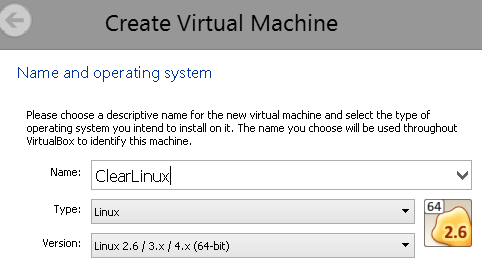 Create Virtual Machine
Name and operating system
Please choose a descriptive name for the new virtual machine and select the type of
operating system you intend to install on it. The name you choose will be used throughout
VirtualBox to identify this machine.
Name: ClearLinux
Type: Linux
64
2.6
Version: Linux 2.6 / 3.x / 4.x (64-bit)